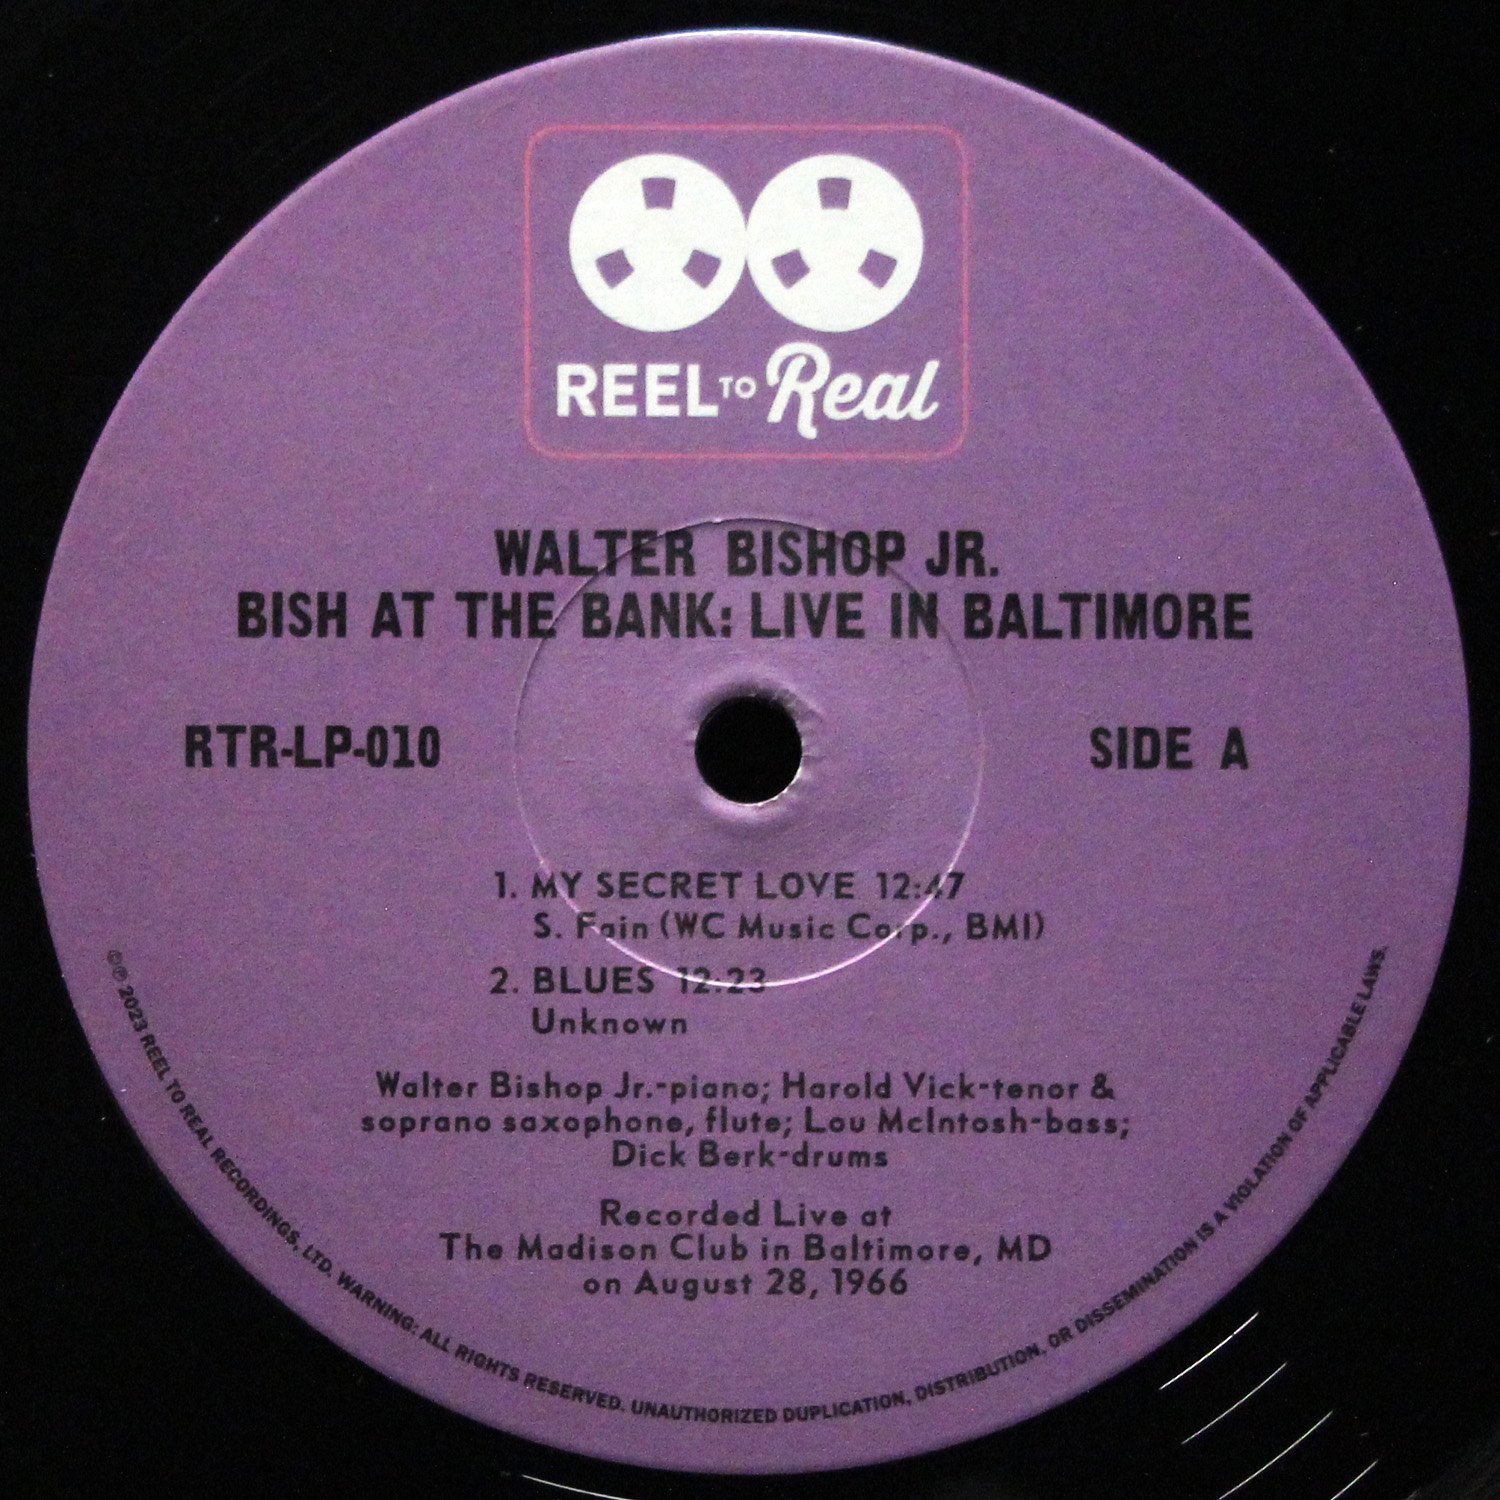 REEL TO Real
WALTER BISHOP JR.
BISH AT THE BANK: LIVE IN BALTIMORE
RTR-LP-010
SIDE A
1. MY SECRET LOVE 12:47
S. Fain (WC Music Corp., BMI)
2. BLUES 12:23
Unknown
Walter Bishop Jr.-piano; Harold Vick-tenor &
soprano saxophone, flute; Lou McIntosh-bass;
Dick Berk-drums
Recorded Live at
The Madison Club in Baltimore, MD
on August 28, 1966
©℗ 2023 REEL TO REAL RECORDINGS, LTD. WARNING: ALL RIGHTS RESERVED. UNAUTHORIZED DUPLICATION, DISTRIBUTION, OR DISSEMINATION IS A VIOLATION OF APPLICABLE LAWS.